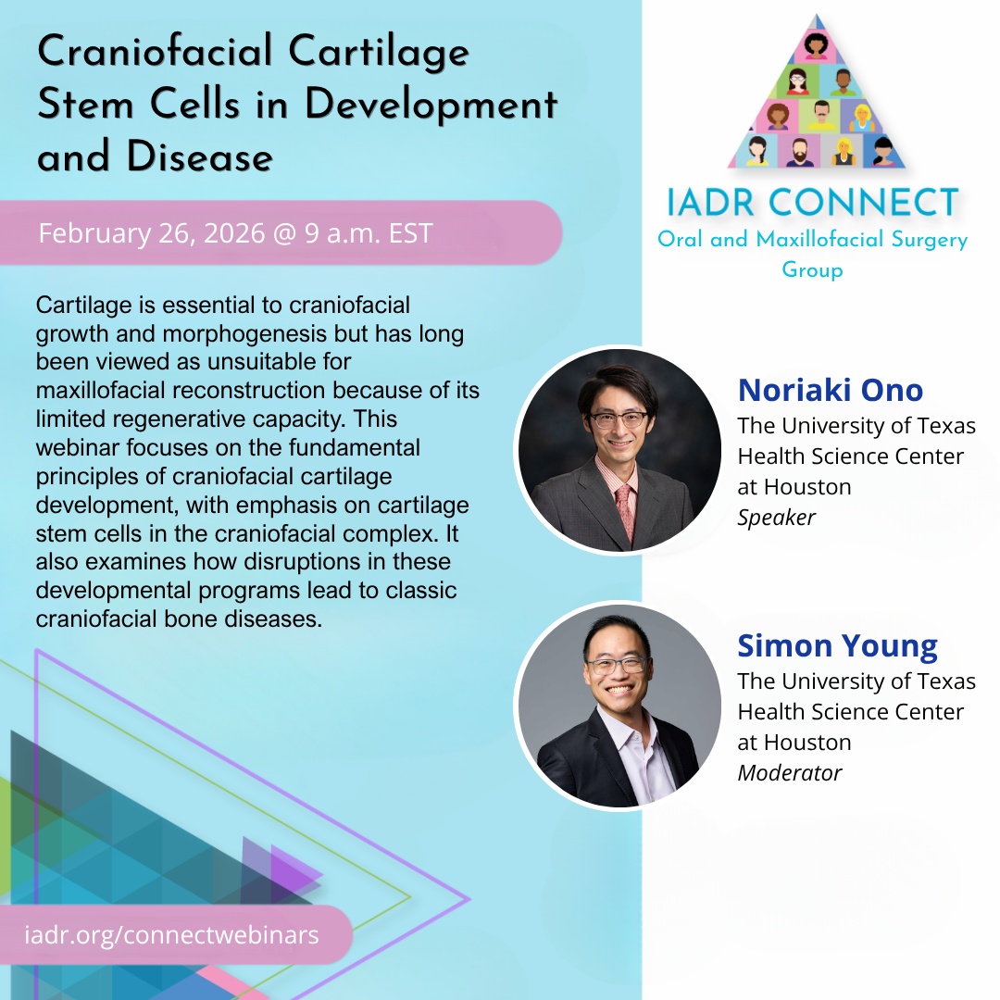 Craniofacial Cartilage
Stem Cells in Development
and Disease
February 26, 2026 @ 9 a.m. EST
Cartilage is essential to craniofacial
growth and morphogenesis but has long
been viewed as unsuitable for
maxillofacial reconstruction because of its
limited regenerative capacity. This
webinar focuses on the fundamental
principles of craniofacial cartilage
development, with emphasis on cartilage
stem cells in the craniofacial complex. It
also examines how disruptions in these
developmental programs lead to classic
craniofacial bone diseases.
iadr.org/connectwebinars
IADR CONNECT
Oral and Maxillofacial Surgery
Group
Noriaki Ono
The University of Texas
Health Science Center
at Houston
Speaker
Simon Young
The University of Texas
Health Science Center
at Houston
Moderator